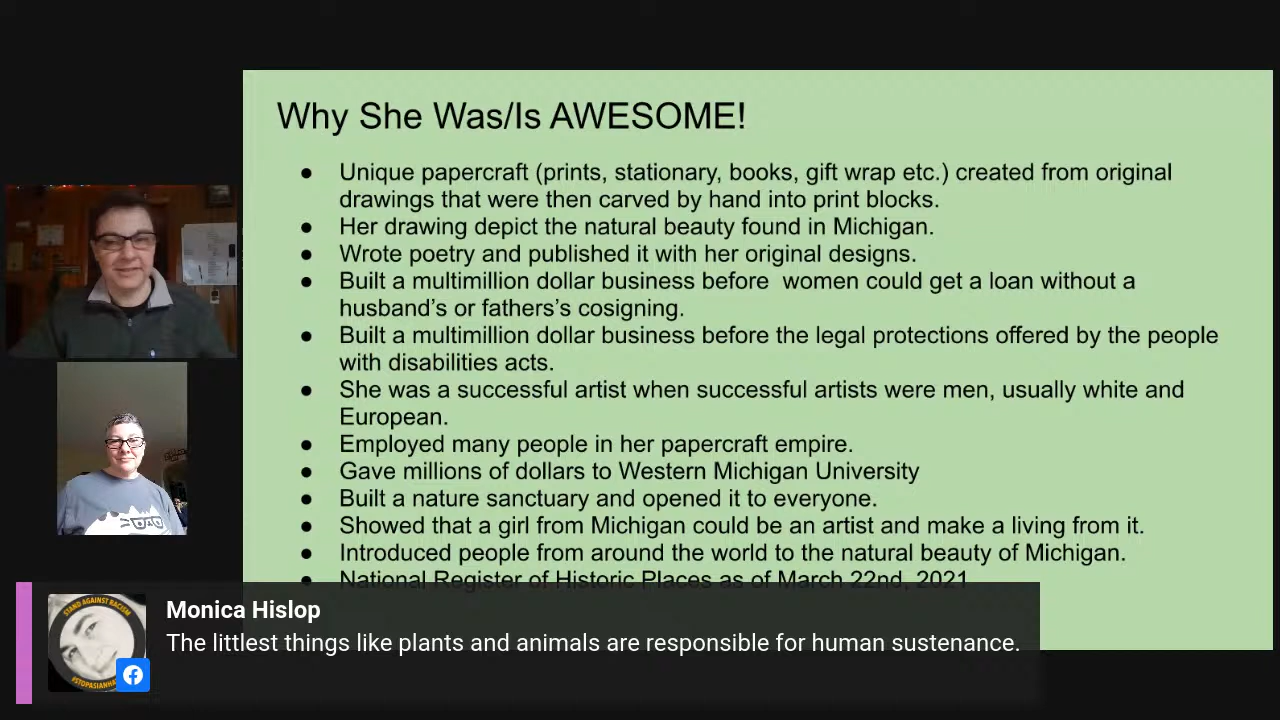 Why She Was/Is AWESOME!
● Unique papercraft (prints, stationary, books, gift wrap etc.) created from original
drawings that were then carved by hand into print blocks.
● Her drawing depict the natural beauty found in Michigan.
● Wrote poetry and published it with her original designs.
● Built a multimillion dollar business before  women could get a loan without a
husband’s or fathers’s cosigning.
● Built a multimillion dollar business before the legal protections offered by the people
with disabilities acts.
● She was a successful artist when successful artists were men, usually white and
European.
● Employed many people in her papercraft empire.
● Gave millions of dollars to Western Michigan University
● Built a nature sanctuary and opened it to everyone.
● Showed that a girl from Michigan could be an artist and make a living from it.
● Introduced people from around the world to the natural beauty of Michigan.
● National Register of Historic Places as of March 22nd, 2021
STAND AGAINST RACISM
Monica Hislop
The littlest things like plants and animals are responsible for human sustenance.